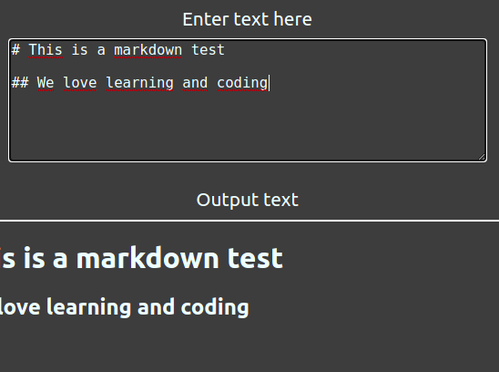 Enter text here
# This is a markdown test
## We love learning and coding
Output text
s is a markdown test
love learning and coding